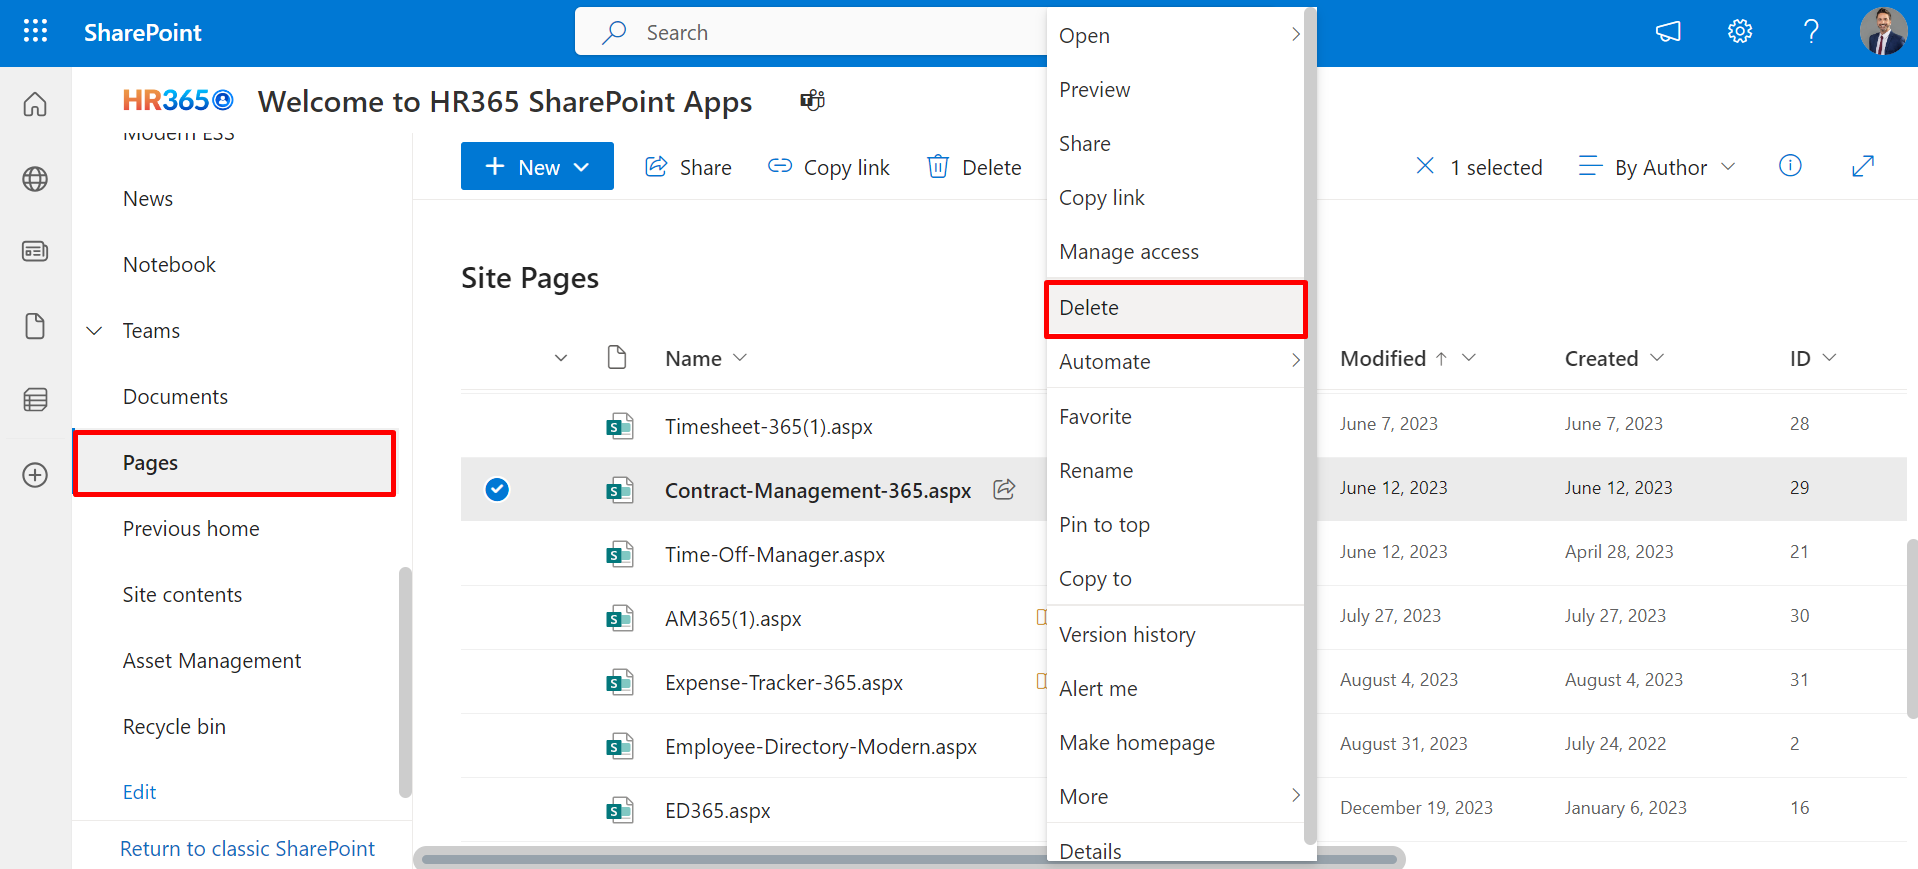 SharePoint
Search
HR365
Welcome to HR365 SharePoint Apps
Modern ESS
News
Notebook
Teams
Documents
Pages
Previous home
Site contents
Asset Management
Recycle bin
Edit
Return to classic SharePoint
New
Share
Copy link
Delete
1 selected
By Author
Site Pages
Name
Modified
Created
ID
Timesheet-365(1).aspx
June 7, 2023
June 7, 2023
28
Contract-Management-365.aspx
June 12, 2023
June 12, 2023
29
Time-Off-Manager.aspx
June 12, 2023
April 28, 2023
21
AM365(1).aspx
July 27, 2023
July 27, 2023
30
Expense-Tracker-365.aspx
August 4, 2023
August 4, 2023
31
Employee-Directory-Modern.aspx
August 31, 2023
July 24, 2022
2
ED365.aspx
December 19, 2023
January 6, 2023
16
Open
Preview
Share
Copy link
Manage access
Delete
Automate
Favorite
Rename
Pin to top
Copy to
Version history
Alert me
Make homepage
More
Details